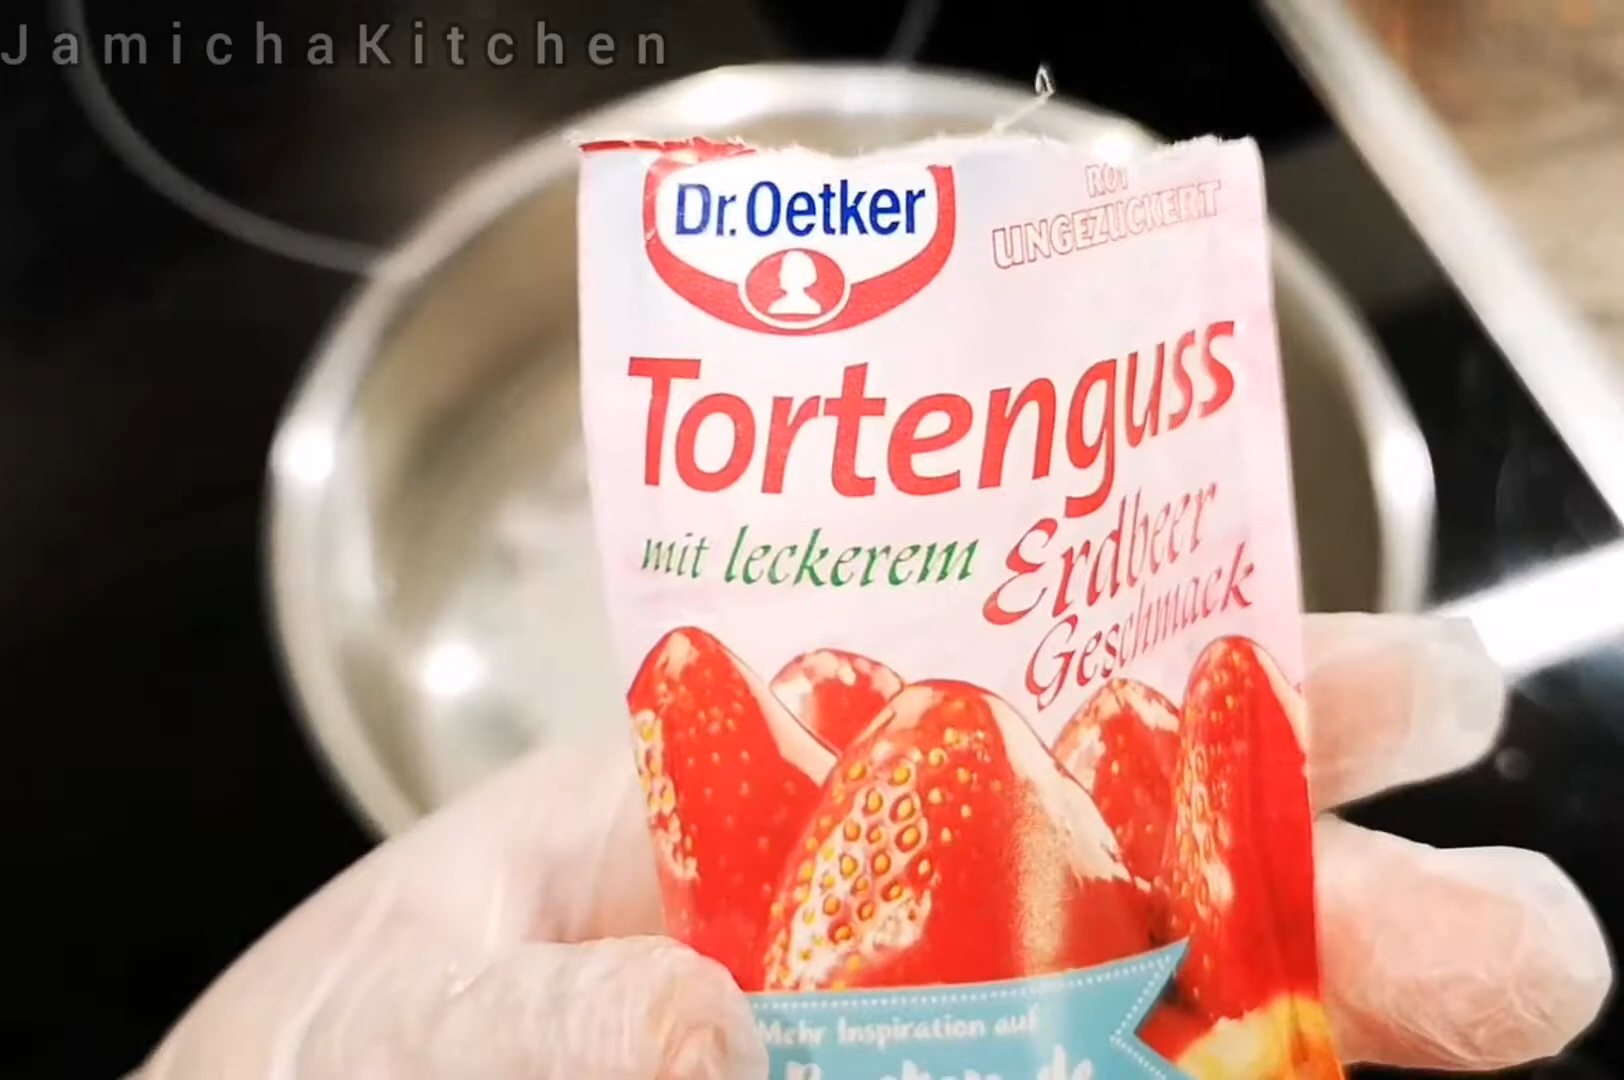 JamichaKitchen
Dr. Oetker
ROT
UNGEZUCKERT
Tortenguss
mit leckerem Erdbeer
Geschmack
Mehr Inspiration auf